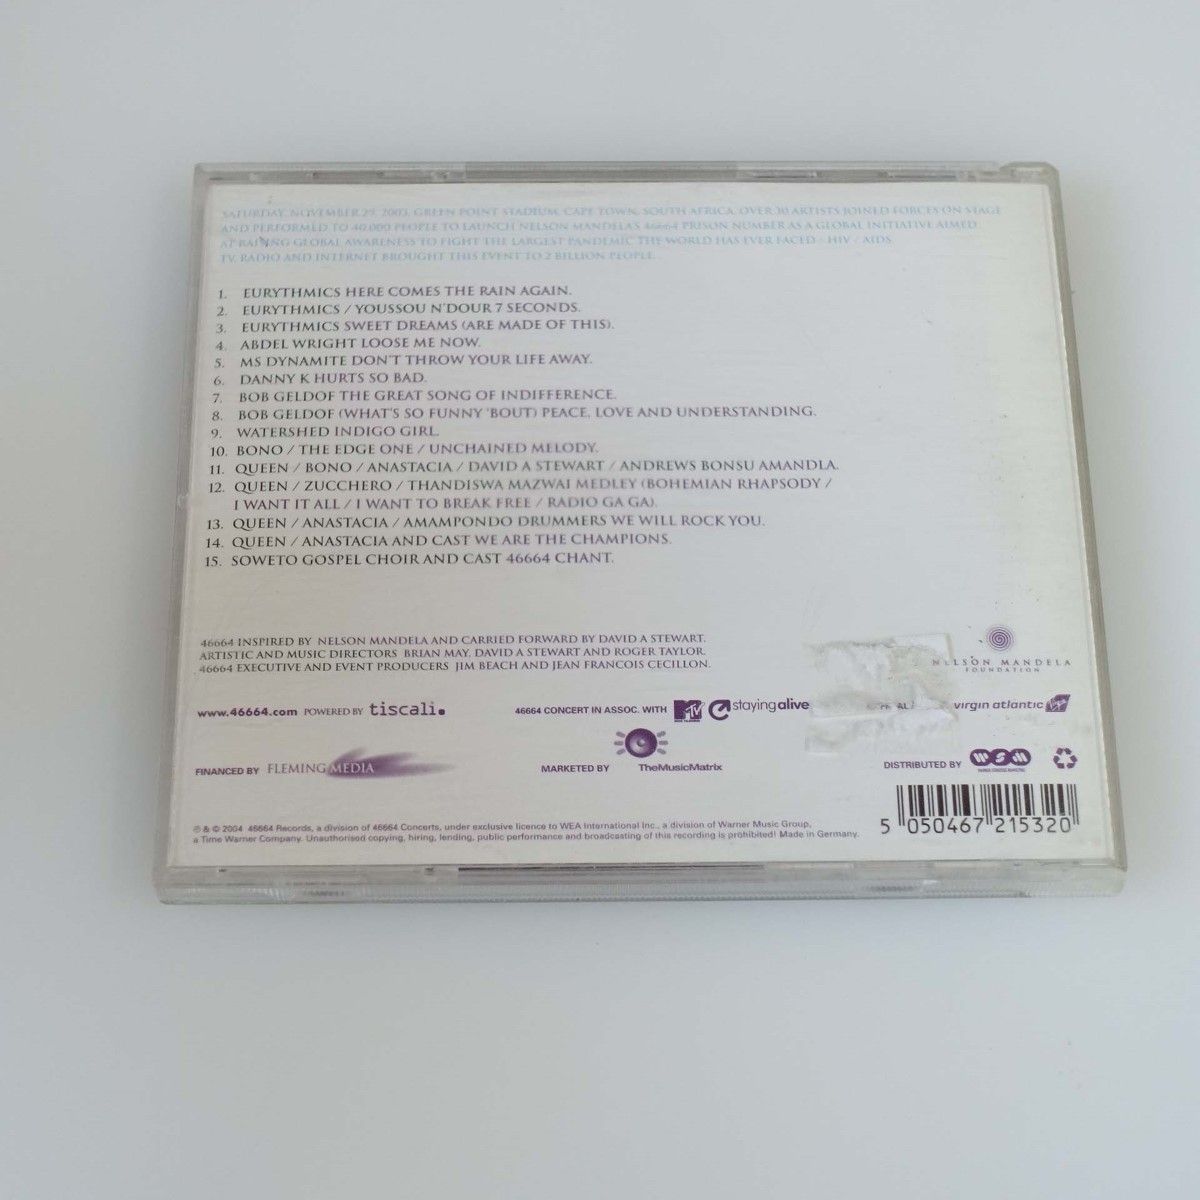 SATURDAY, NOVEMBER 29, 2003, GREEN POINT STADIUM, CAPE TOWN, SOUTH AFRICA. OVER 30 ARTISTS JOINED FORCES ON STAGE
AND PERFORMED TO 40,000 PEOPLE TO LAUNCH NELSON MANDELA'S 46664 PRISON NUMBER AS A GLOBAL INITIATIVE AIMED
AT RAISING GLOBAL AWARENESS TO FIGHT THE LARGEST PANDEMIC THE WORLD HAS EVER FACED - HIV / AIDS
TV, RADIO AND INTERNET BROUGHT THIS EVENT TO 2 BILLION PEOPLE.
1. EURYTHMICS HERE COMES THE RAIN AGAIN.
2. EURYTHMICS / YOUSSOU N'DOUR 7 SECONDS.
3. EURYTHMICS SWEET DREAMS (ARE MADE OF THIS).
4. ABDEL WRIGHT LOOSE ME NOW.
5. MS DYNAMITE DON'T THROW YOUR LIFE AWAY.
6. DANNY K HURTS SO BAD.
7. BOB GELDOF THE GREAT SONG OF INDIFFERENCE.
8. BOB GELDOF (WHAT'S SO FUNNY 'BOUT) PEACE, LOVE AND UNDERSTANDING.
9. WATERSHED INDIGO GIRL.
10. BONO / THE EDGE ONE / UNCHAINED MELODY.
11. QUEEN / BONO / ANASTACIA / DAVID A STEWART / ANDREWS BONSU AMANDLA.
12. QUEEN / ZUCCHERO / THANDISWA MAZWAI MEDLEY (BOHEMIAN RHAPSODY /
I WANT IT ALL / I WANT TO BREAK FREE / RADIO GA GA).
13. QUEEN / ANASTACIA / AMAMPONDO DRUMMERS WE WILL ROCK YOU.
14. QUEEN / ANASTACIA AND CAST WE ARE THE CHAMPIONS.
15. SOWETO GOSPEL CHOIR AND CAST 46664 CHANT.
46664 INSPIRED BY NELSON MANDELA AND CARRIED FORWARD BY DAVID A STEWART.
ARTISTIC AND MUSIC DIRECTORS BRIAN MAY, DAVID A STEWART AND ROGER TAYLOR.
46664 EXECUTIVE AND EVENT PRODUCERS JIM BEACH AND JEAN FRANCOIS CECILLON.
NELSON MANDELA
FOUNDATION
www.46664.com POWERED BY tiscali.
46664 CONCERT IN ASSOC. WITH MTV stayingalive virgin atlantic
FINANCED BY FLEMING MEDIA
MARKETED BY TheMusicMatrix
DISTRIBUTED BY WSM
℗ & © 2004 46664 Records, a division of 46664 Concerts, under exclusive licence to WEA International Inc., a division of Warner Music Group,
a Time Warner Company. Unauthorised copying, hiring, lending, public performance and broadcasting of this recording is prohibited! Made in Germany.
5 050467 215320